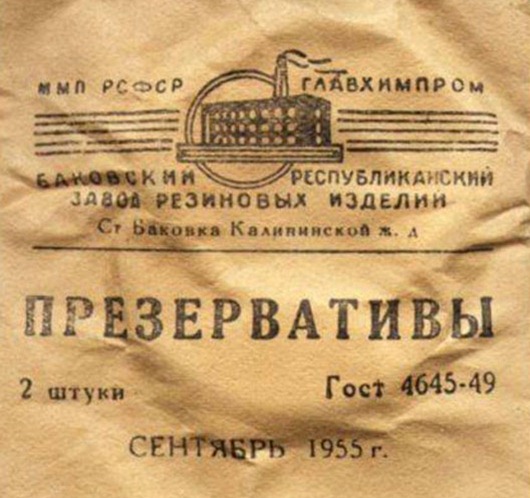 ММП РСФСР ГЛАВХИМПРОМ
БАКОВСКИЙ РЕСПУБЛИКАНСКИЙ
ЗАВОД РЕЗИНОВЫХ ИЗДЕЛИЙ
Ст Баковка Калининской ж. д
ПРЕЗЕРВАТИВЫ
2 штуки Гост 4645-49
СЕНТЯБРЬ 1955 г.